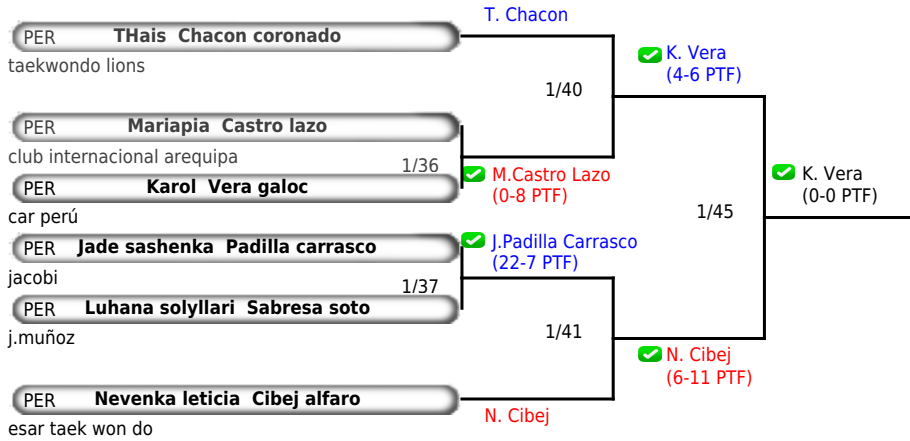 T. Chacon
PER THais Chacon coronado
taekwondo lions
K. Vera
(4-6 PTF)
1/40
PER Mariapia Castro lazo
club internacional arequipa
1/36
M.Castro Lazo
(0-8 PTF)
PER Karol Vera galoc
car perú
K. Vera
(0-0 PTF)
1/45
PER Jade sashenka Padilla carrasco
jacobi
J.Padilla Carrasco
(22-7 PTF)
1/37
PER Luhana solyllari Sabresa soto
j.muñoz
1/41
N. Cibej
(6-11 PTF)
PER Nevenka leticia Cibej alfaro
esar taek won do
N. Cibej